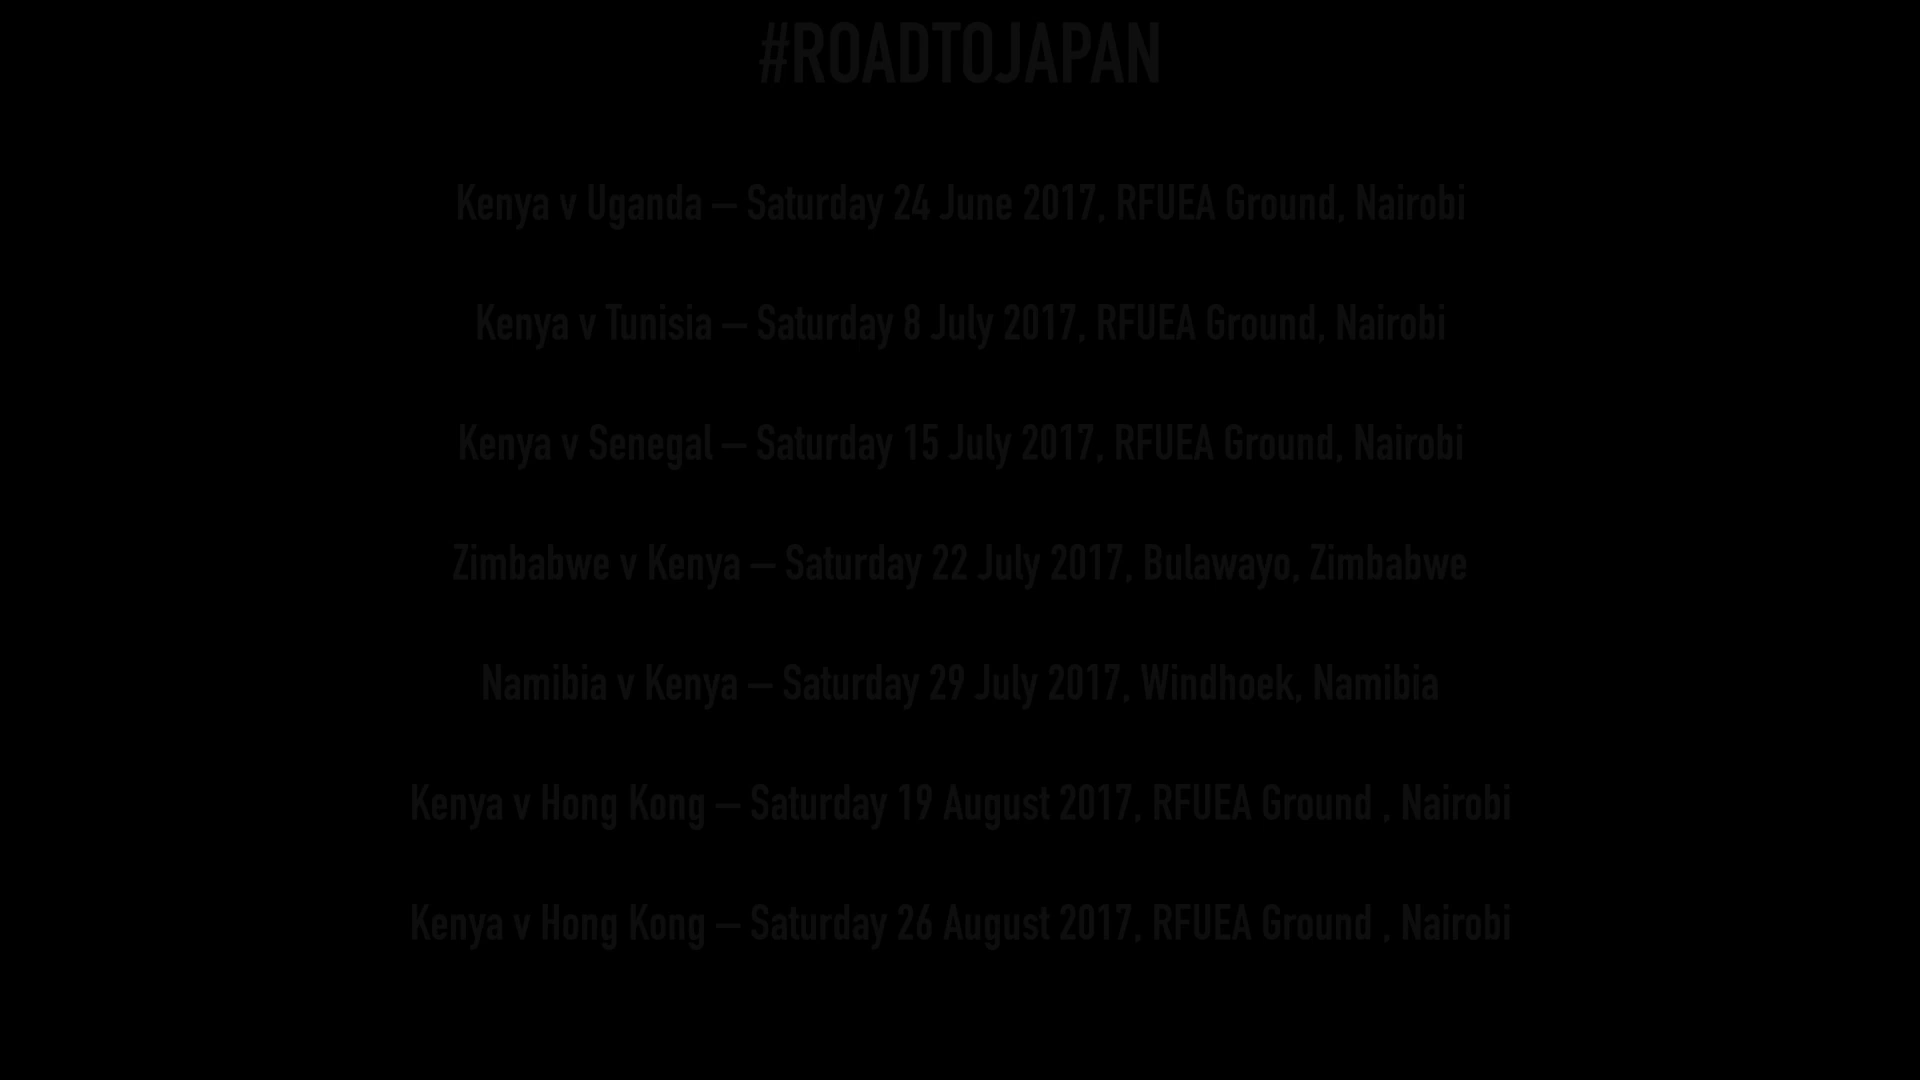 #ROADTOJAPAN
Kenya v Uganda – Saturday 24 June 2017, RFUEA Ground, Nairobi
Kenya v Tunisia – Saturday 8 July 2017, RFUEA Ground, Nairobi
Kenya v Senegal – Saturday 15 July 2017, RFUEA Ground, Nairobi
Zimbabwe v Kenya – Saturday 22 July 2017, Bulawayo, Zimbabwe
Namibia v Kenya – Saturday 29 July 2017, Windhoek, Namibia
Kenya v Hong Kong – Saturday 19 August 2017, RFUEA Ground , Nairobi
Kenya v Hong Kong – Saturday 26 August 2017, RFUEA Ground , Nairobi